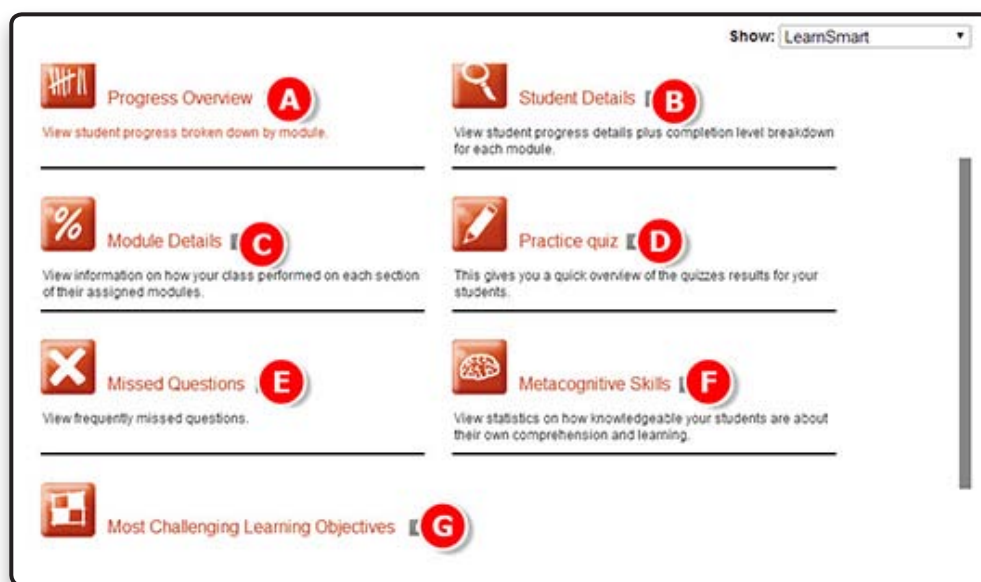 Show: LearnSmart
Progress Overview A
View student progress broken down by module.
Student Details B
View student progress details plus completion level breakdown
for each module.
Module Details C
View information on how your class performed on each section
of their assigned modules.
Practice quiz D
This gives you a quick overview of the quizzes results for your
students.
Missed Questions E
View frequently missed questions.
Metacognitive Skills F
View statistics on how knowledgeable your students are about
their own comprehension and learning.
Most Challenging Learning Objectives G